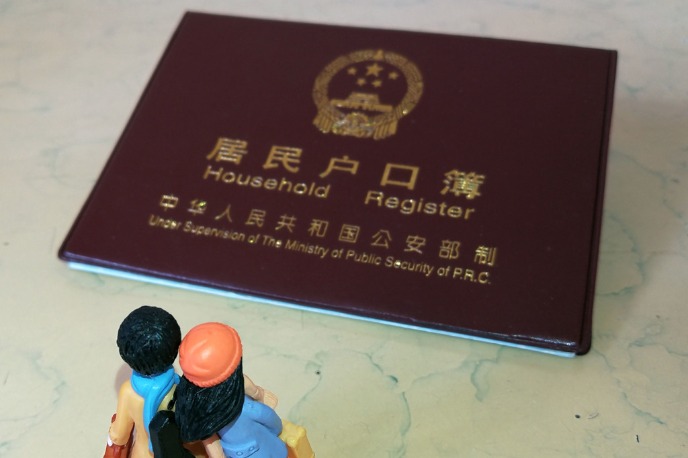 居民户口簿
Household Register
中华人民共和国公安部制
Under Supervision of The Ministry of Public Security of P.R.C.